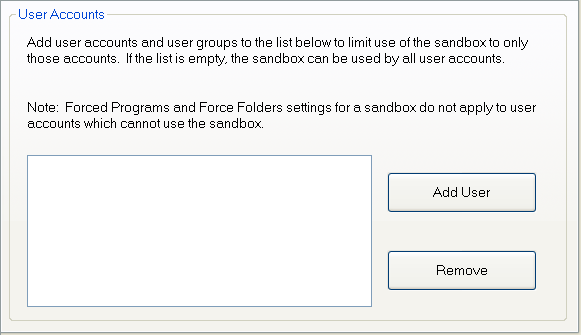 User Accounts
Add user accounts and user groups to the list below to limit use of the sandbox to only
those accounts.  If the list is empty, the sandbox can be used by all user accounts.
Note:  Forced Programs and Force Folders settings for a sandbox do not apply to user
accounts which cannot use the sandbox.
Add User
Remove